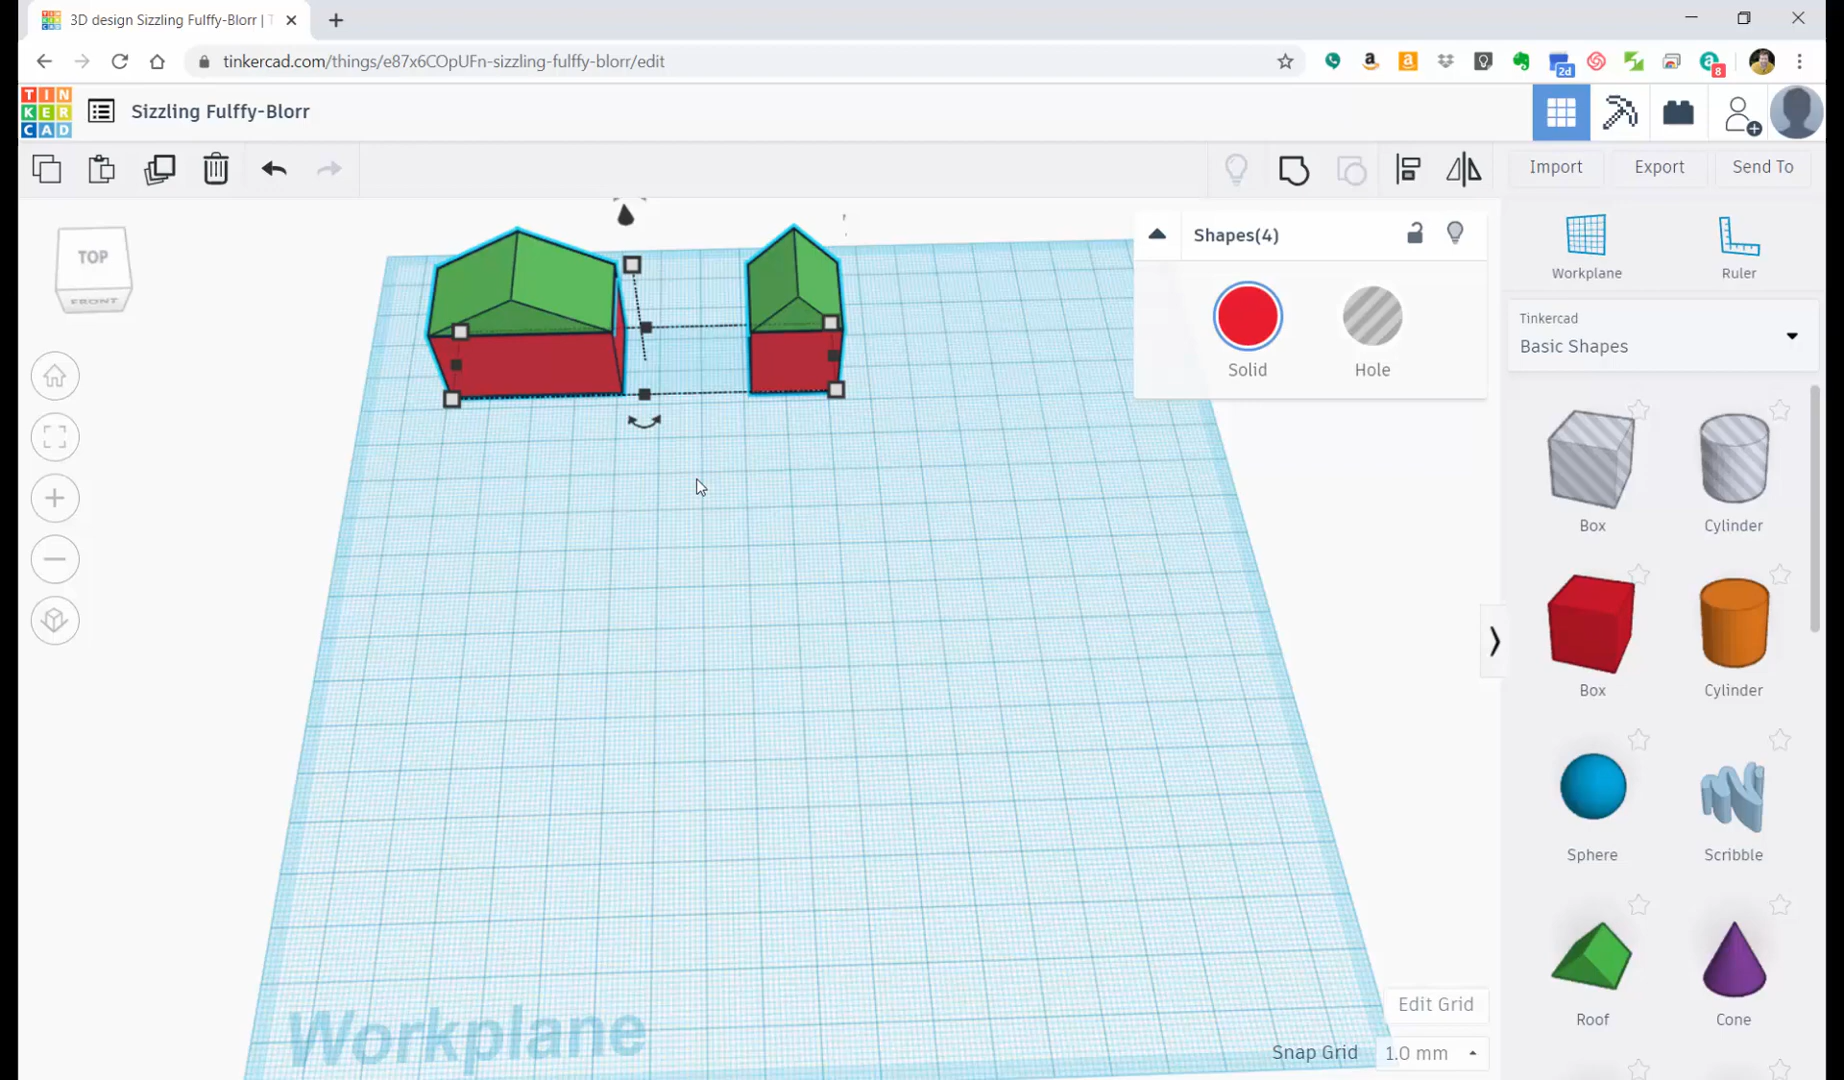 3D design Sizzling Fulffy-Blorr | T
tinkercad.com/things/e87x6COpUFn-sizzling-fulffy-blorr/edit
2d
8
TIN
KER
CAD
Sizzling Fulffy-Blorr
Import
Export
Send To
TOP
FRONT
Shapes(4)
Solid
Hole
Workplane
Ruler
Tinkercad
Basic Shapes
Box
Cylinder
Box
Cylinder
Sphere
Scribble
Roof
Cone
Workplane
Edit Grid
Snap Grid
1.0 mm